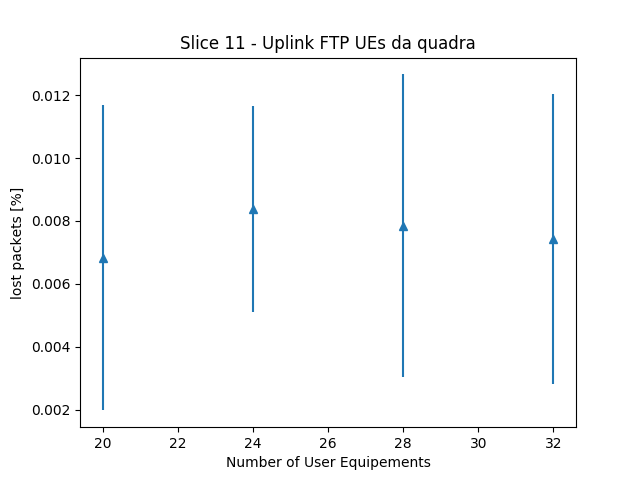 Slice 11 - Uplink FTP UEs da quadra
0.012
0.010
0.008
0.006
0.004
0.002
lost packets [%]
20 22 24 26 28 30 32
Number of User Equipements